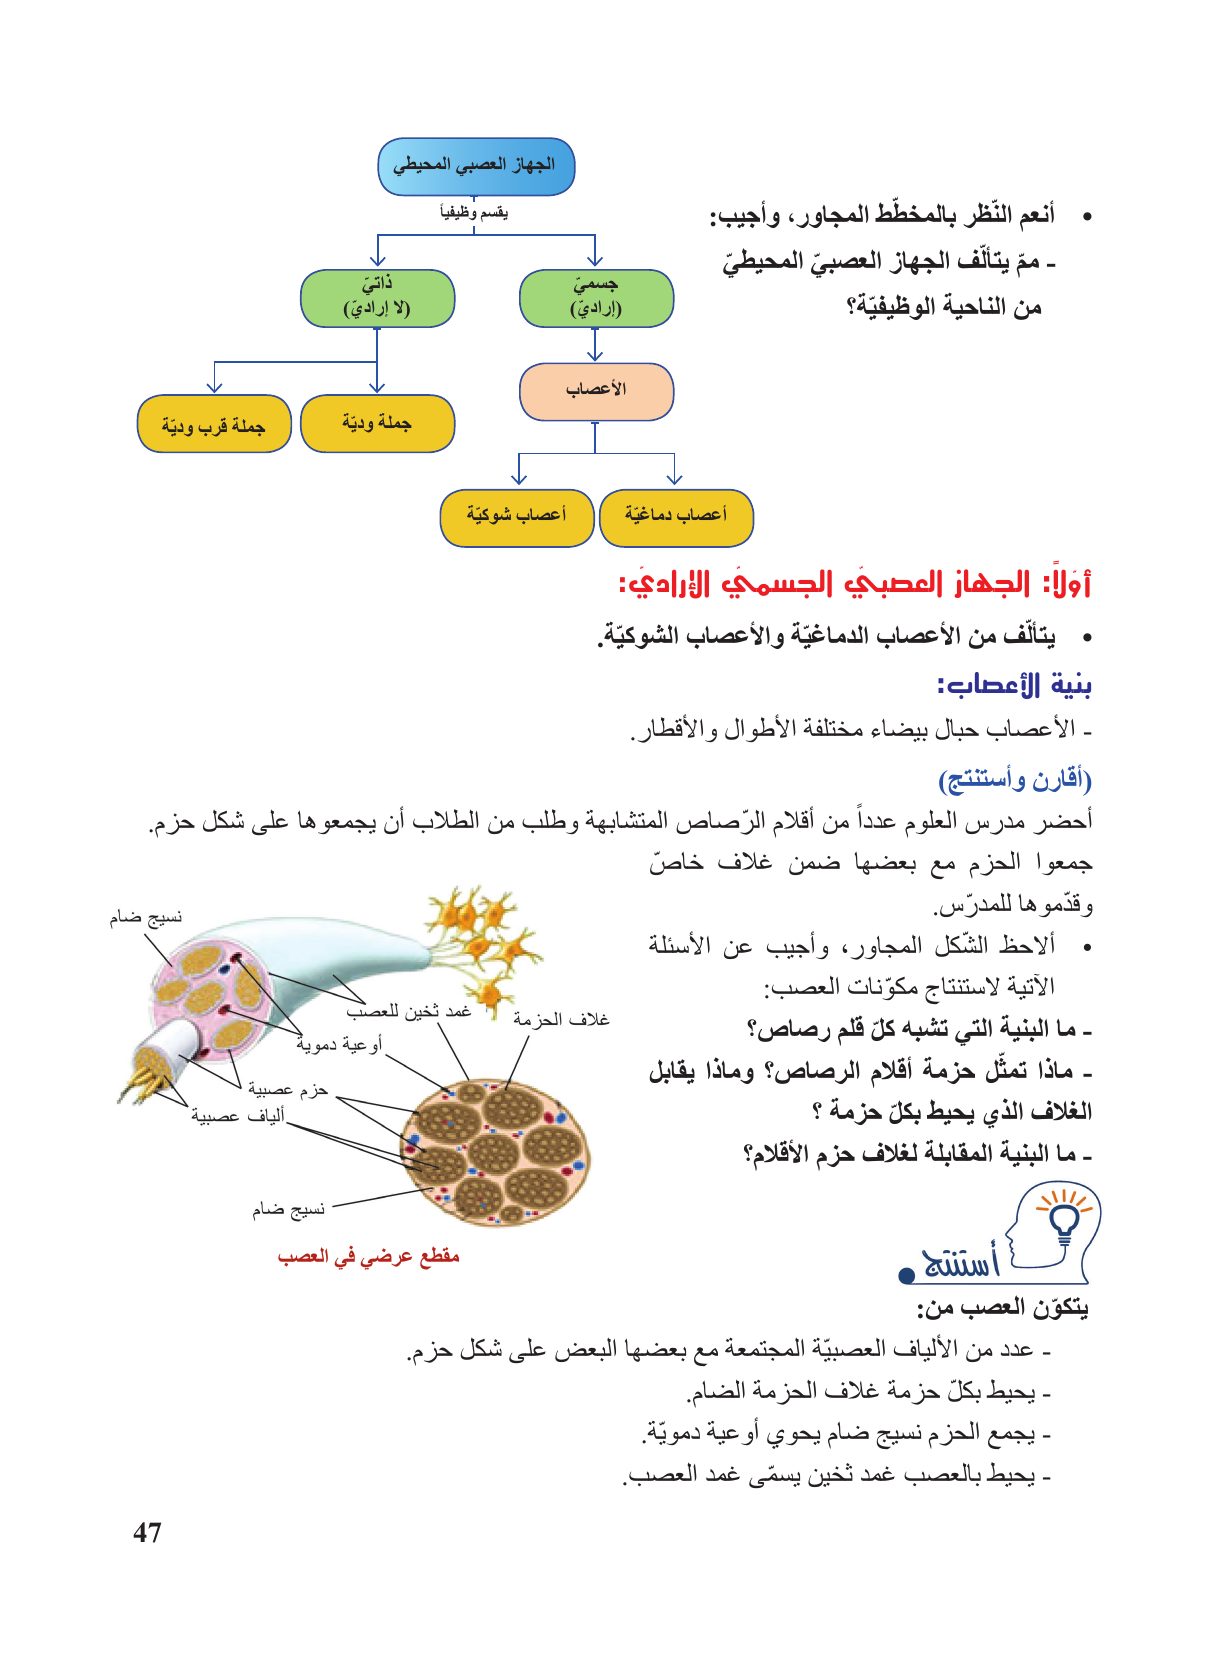 الجهاز العصبي المحيطي
يقسم وظيفياً
جسميّ
(إراديّ)
ذاتيّ
(لا إراديّ)
الأعصاب
جملة وديّة
جملة قرب وديّة
أعصاب دماغيّة
أعصاب شوكيّة
• أنعم النّظر بالمخطّط المجاور، وأجيب:
- ممّ يتألّف الجهاز العصبيّ المحيطيّ
من الناحية الوظيفيّة؟
أوّلاً: الجهاز العصبيّ الجسميّ الإراديّ:
• يتألّف من الأعصاب الدماغيّة والأعصاب الشوكيّة.
بنية الأعصاب:
- الأعصاب حبال بيضاء مختلفة الأطوال والأقطار.
(أقارن وأستنتج)
أحضر مدرس العلوم عدداً من أقلام الرّصاص المتشابهة وطلب من الطلاب أن يجمعوها على شكل حزم.
جمعوا الحزم مع بعضها ضمن غلاف خاصّ
وقدّموها للمدرّس.
• ألاحظ الشّكل المجاور، وأجيب عن الأسئلة
الآتية لاستنتاج مكوّنات العصب:
- ما البنية التي تشبه كلّ قلم رصاص؟
- ماذا تمثّل حزمة أقلام الرصاص؟ وماذا يقابل
الغلاف الذي يحيط بكلّ حزمة ؟
- ما البنية المقابلة لغلاف حزم الأقلام؟
نسيج ضام
غمد ثخين للعصب
غلاف الحزمة
أوعية دموية
حزم عصبية
ألياف عصبية
نسيج ضام
مقطع عرضي في العصب
أستنتج
يتكوّن العصب من:
- عدد من الألياف العصبيّة المجتمعة مع بعضها البعض على شكل حزم.
- يحيط بكلّ حزمة غلاف الحزمة الضام.
- يجمع الحزم نسيج ضام يحوي أوعية دمويّة.
- يحيط بالعصب غمد ثخين يسمّى غمد العصب.
47